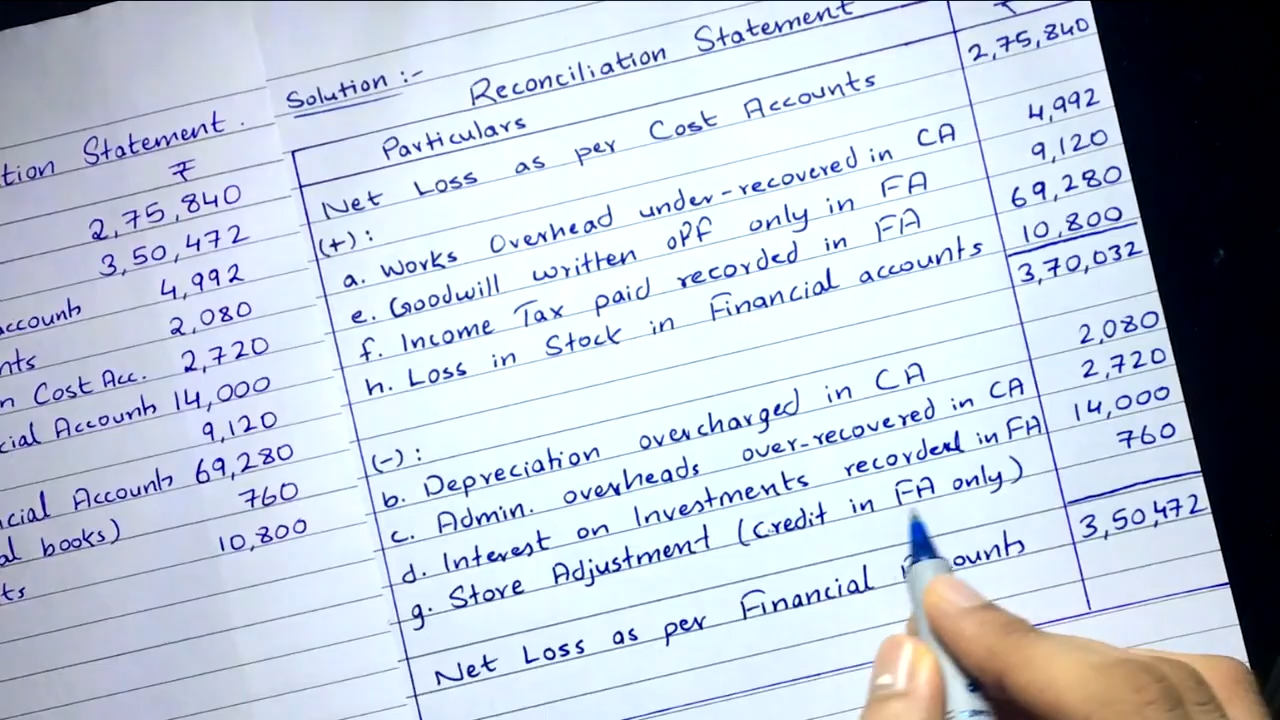 tion Statement.
₹
2,75,840
3,50,472
accounts 4,992
nts 2,080
n Cost Acc. 2,720
cial Accounts 14,000
9,120
cial Accounts 69,280
al books) 760
ts 10,800
Solution :-
Reconciliation Statement
Particulars ₹
Net Loss as per Cost Accounts 2,75,840
(+) :
a. Works Overhead under-recovered in CA 4,992
e. Goodwill written off only in FA 9,120
f. Income Tax paid recorded in FA 69,280
h. Loss in Stock in Financial accounts 10,800
3,70,032
(-) :
b. Depreciation overcharged in CA 2,080
c. Admin. overheads over-recovered in CA 2,720
d. Interest on Investments recorded in FA 14,000
g. Store Adjustment (credit in FA only) 760
Net Loss as per Financial ounts 3,50,472